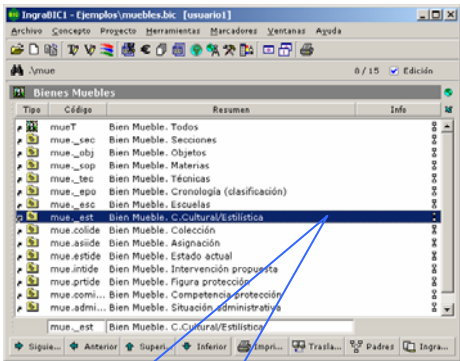 IngraBIC1 - Ejemplos\muebles.bic [usuario1]
Archivo Concepto Proyecto Herramientas Marcadores Ventanas Ayuda
.\mue 0 / 15 Edición
Bienes Muebles
Tipo Código Resumen Info
mueT Bien Mueble. Todos
mue._sec Bien Mueble. Secciones
mue._obj Bien Mueble. Objetos
mue._sop Bien Mueble. Materias
mue._tec Bien Mueble. Técnicas
mue._epo Bien Mueble. Cronología (clasificación)
mue._esc Bien Mueble. Escuelas
mue._est Bien Mueble. C.Cultural/Estilística
mue.colide Bien Mueble. Colección
mue.asiide Bien Mueble. Asignación
mue.estide Bien Mueble. Estado actual
mue.intide Bien Mueble. Intervención propuesta
mue.prtide Bien Mueble. Figura protección
mue.comi... Bien Mueble. Competencia protección
mue.admi... Bien Mueble. Situación administrativa
mue._est Bien Mueble. C.Cultural/Estilística
Siguie... Anterior Superi... Inferior Impri... Trasla... Padres Ingra...